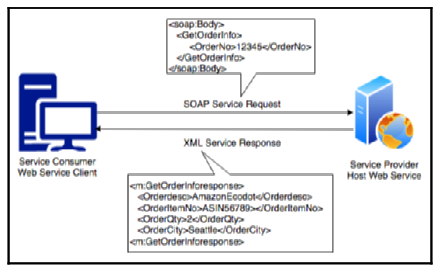 <soap:Body>
<GetOrderInfo>
<OrderNo>12345</OrderNo>
</GetOrderInfo>
</soap:Body>
SOAP Service Request
XML Service Response
Service Consumer
Web Service Client
Service Provider
Host Web Service
<m:GetOrderInforesponse>
<Orderdesc>AmazonEcodot</Orderdesc>
<OrderItemNo>ASIN56789></OrderItemNo>
<OrderQty>2</OrderQty>
<OrderCity>Seattle</OrderCity>
<m:GetOrderInforesponse>